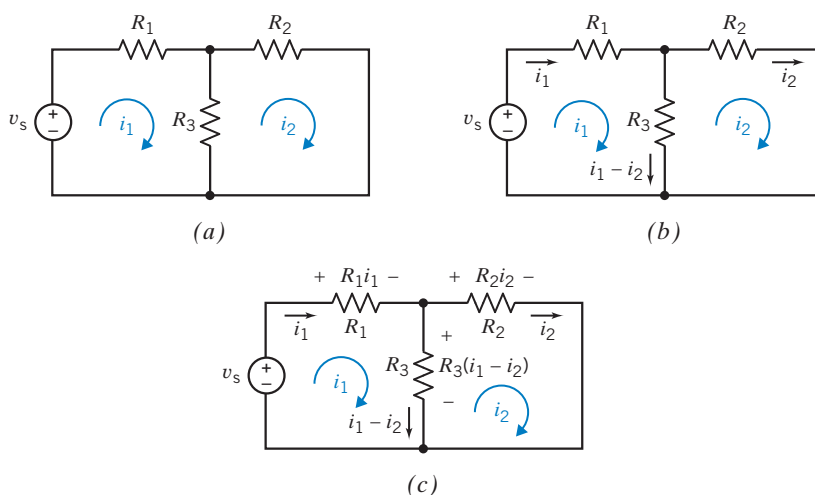 R1 R2 R1 R2
vs + − i1 R3 i2 vs + − i1 i1 R3 i2 i2
i1 − i2
(a) (b)
+ R1i1 − + R2i2 −
i1 R1 R2 i2
+
vs + − i1 R3 R3(i1 − i2)
i1 − i2 − i2
(c)